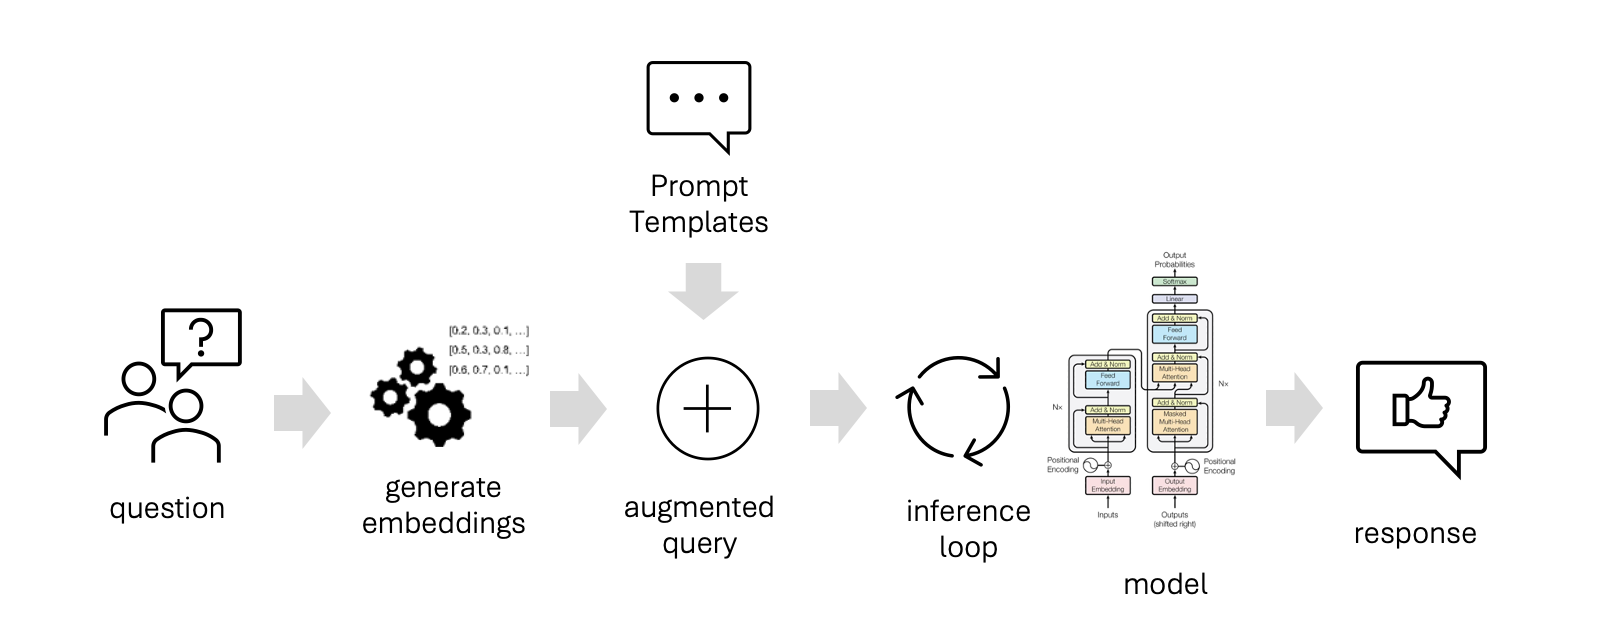 Prompt
Templates
?
[0.2, 0.3, 0.1, ...]
[0.5, 0.3, 0.8, ...]
[0.6, 0.7, 0.1, ...]
question
generate
embeddings
augmented
query
inference
loop
Output
Probabilities
Softmax
Linear
Add & Norm
Feed
Forward
Add & Norm
Multi-Head
Attention
Add & Norm
Masked
Multi-Head
Attention
Nx
Positional
Encoding
Output
Embedding
Outputs
(shifted right)
Add & Norm
Feed
Forward
Add & Norm
Multi-Head
Attention
Nx
Positional
Encoding
Input
Embedding
Inputs
model
response